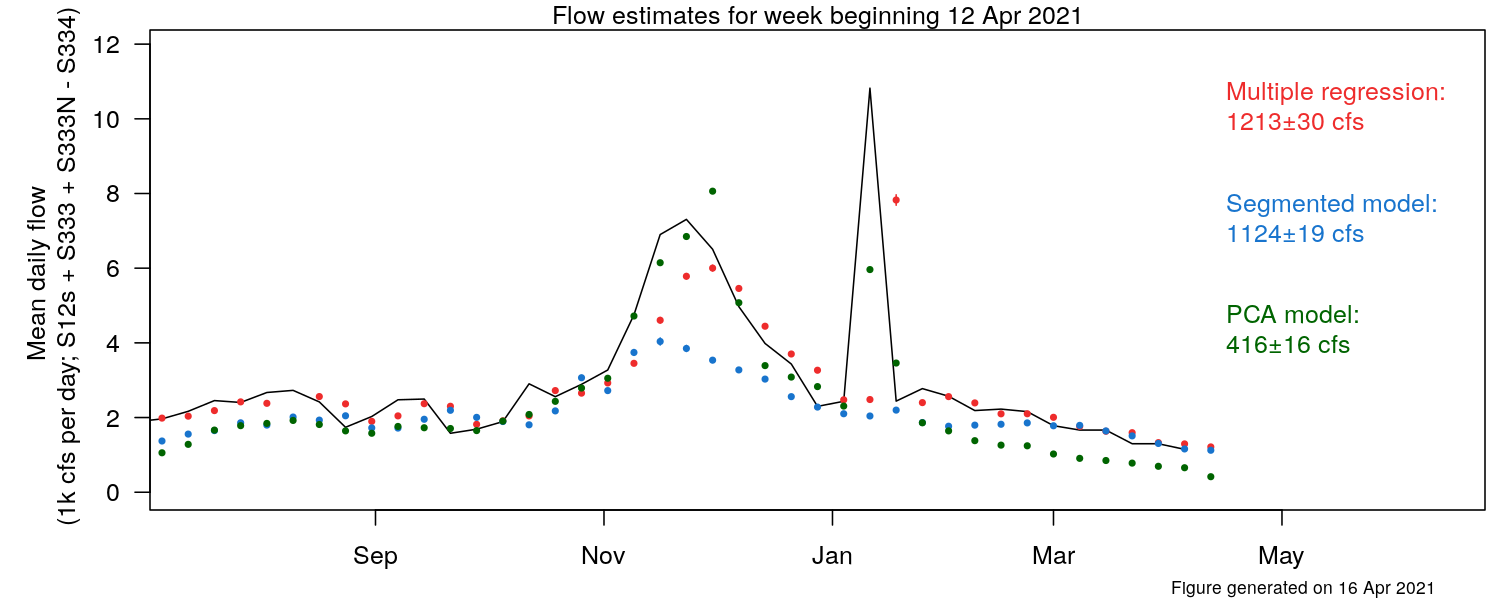 Flow estimates for week beginning 12 Apr 2021
Mean daily flow
(1k cfs per day; S12s + S333 + S333N - S334)
12
10
8
6
4
2
0
Multiple regression:
1213±30 cfs
Segmented model:
1124±19 cfs
PCA model:
416±16 cfs
Sep Nov Jan Mar May
FIgure generated on 16 Apr 2021